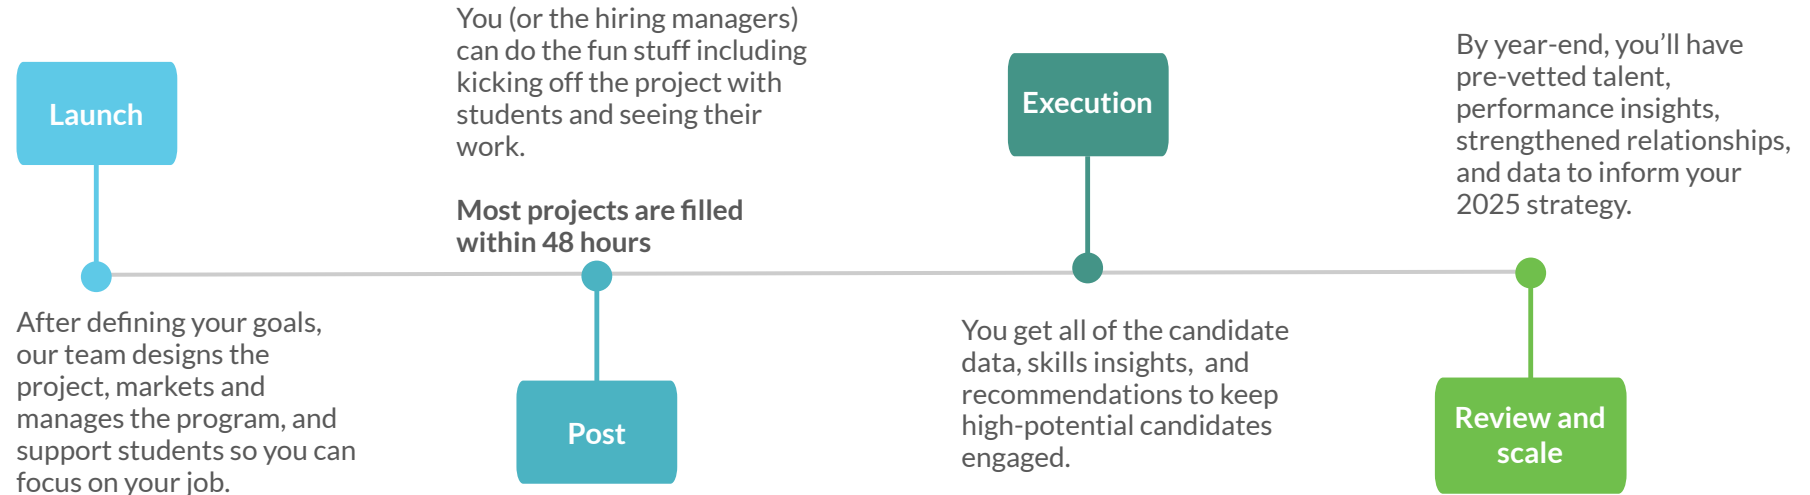 Launch
After defining your goals,
our team designs the
project, markets and
manages the program, and
support students so you can
focus on your job.
You (or the hiring managers)
can do the fun stuff including
kicking off the project with
students and seeing their
work.
Most projects are filled
within 48 hours
Post
Execution
You get all of the candidate
data, skills insights,  and
recommendations to keep
high-potential candidates
engaged.
By year-end, you’ll have
pre-vetted talent,
performance insights,
strengthened relationships,
and data to inform your
2025 strategy.
Review and
scale